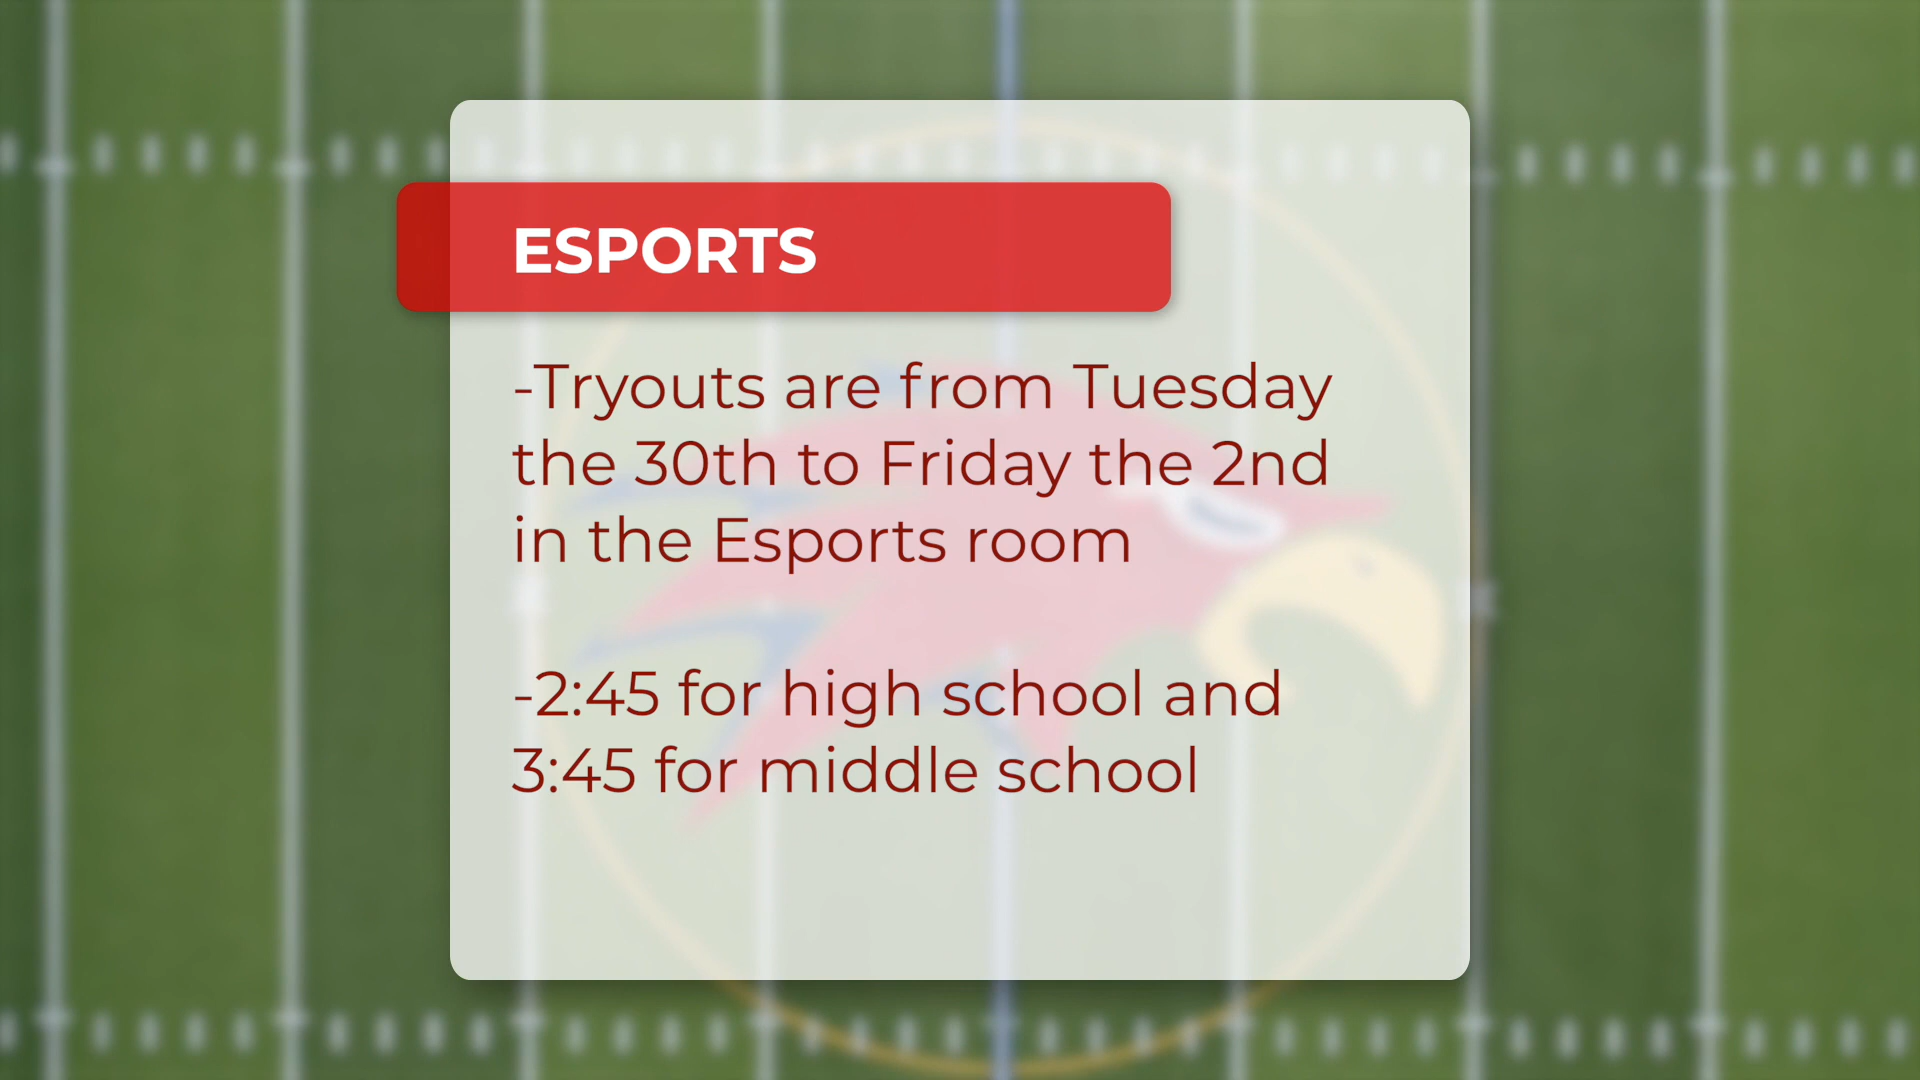 ESPORTS
-Tryouts are from Tuesday
the 30th to Friday the 2nd
in the Esports room
-2:45 for high school and
3:45 for middle school